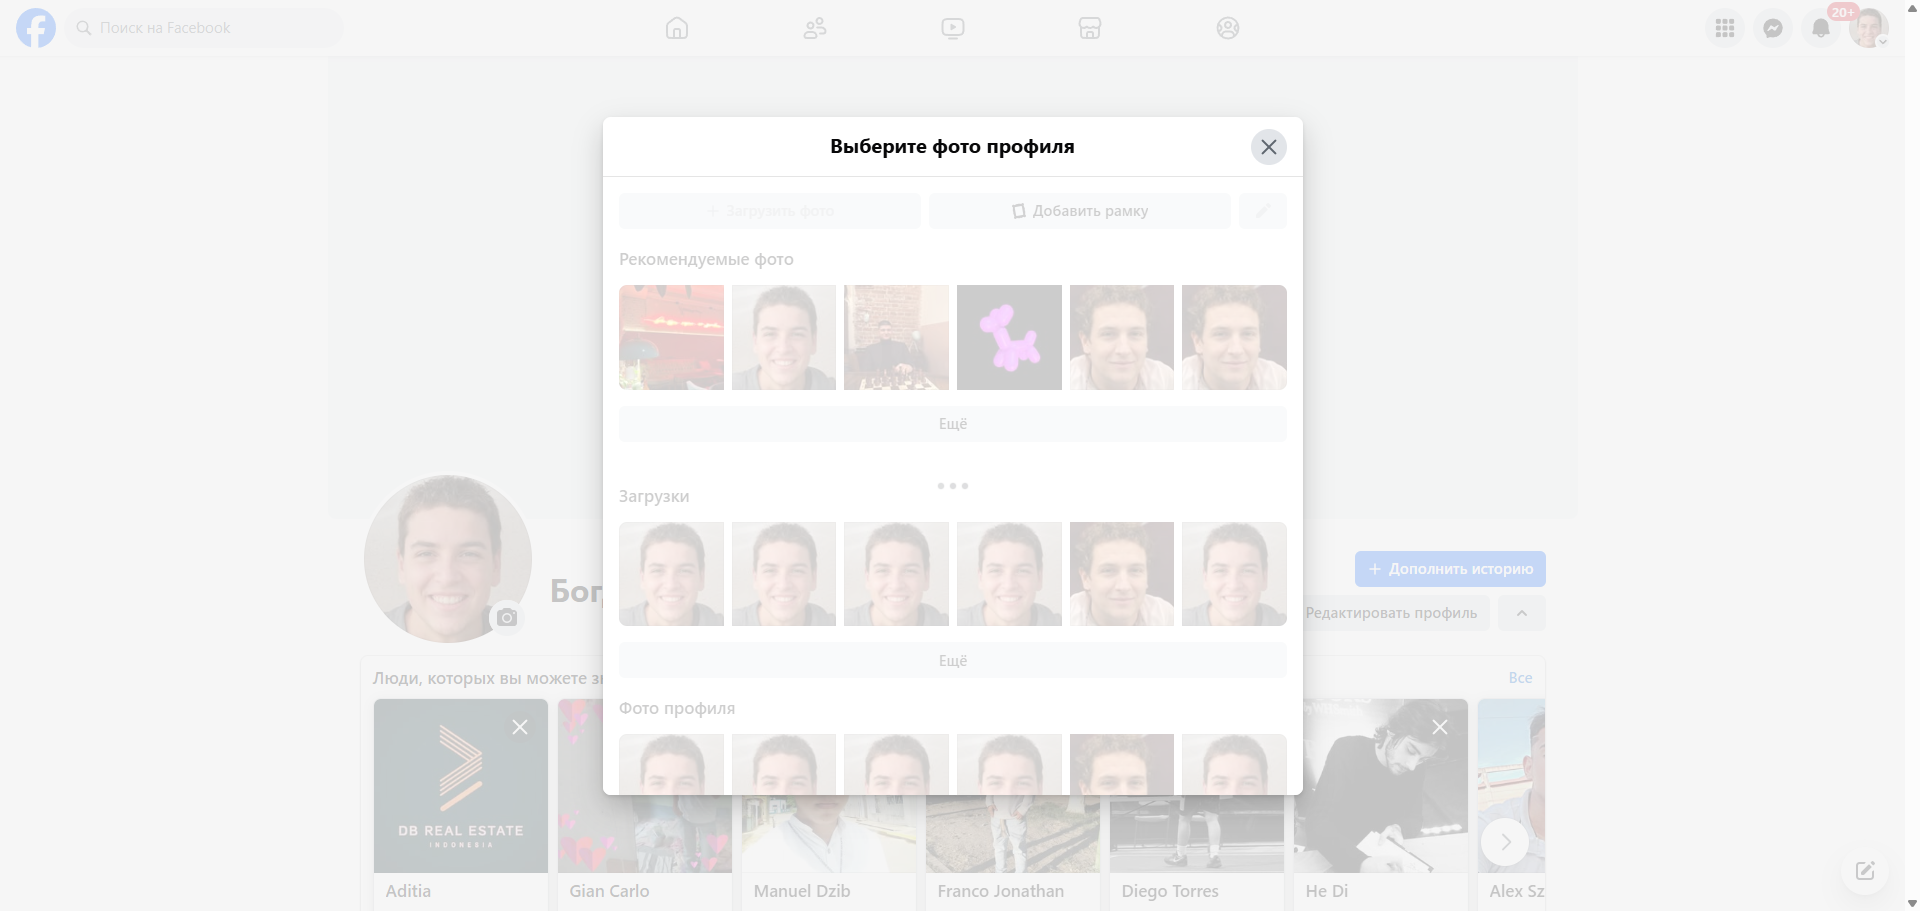 Поиск на Facebook
20+
Выберите фото профиля
Загрузить фото
Добавить рамку
Рекомендуемые фото
Ещё
Загрузки
Ещё
Фото профиля
Дополнить историю
Бог
Редактировать профиль
Люди, которых вы можете
Все
DB REAL ESTATE
INDONESIA
Aditia
Gian Carlo
Manuel Dzib
Franco Jonathan
Diego Torres
He Di
Alex Sz